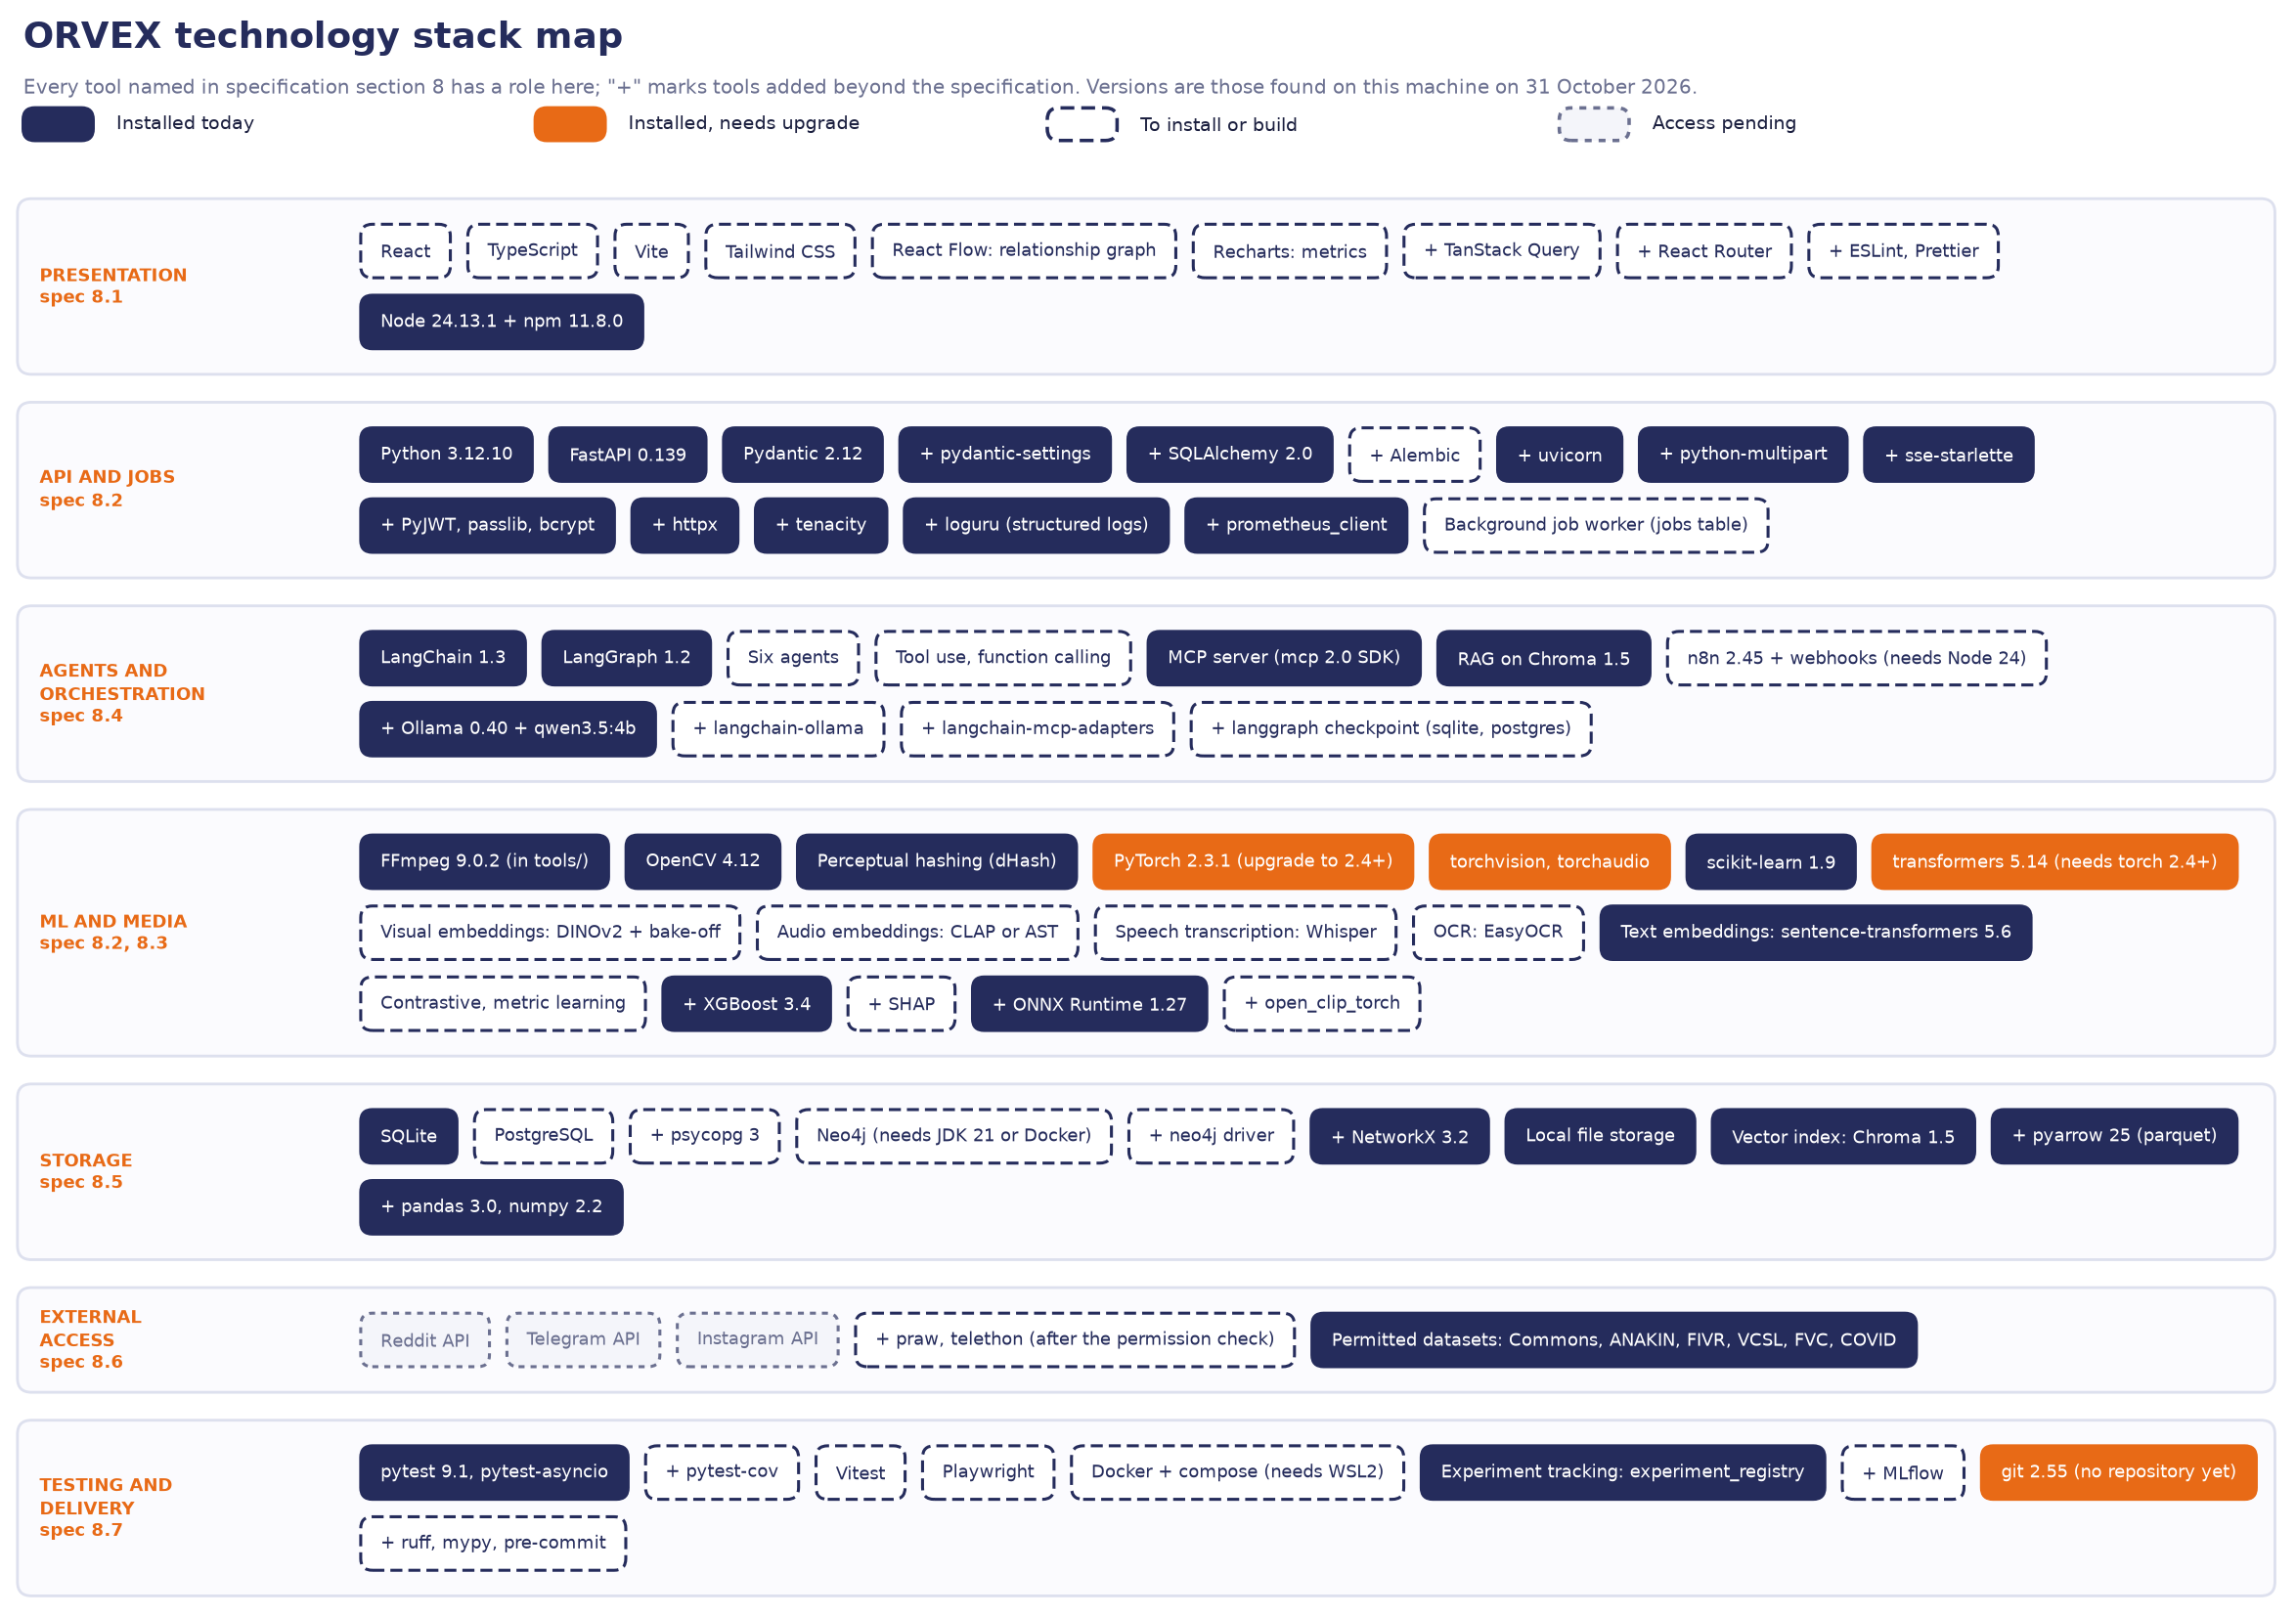 ORVEX technology stack map
Every tool named in specification section 8 has a role here; "+" marks tools added beyond the specification. Versions are those found on this machine on 31 October 2026.
Installed today
Installed, needs upgrade
To install or build
Access pending
PRESENTATION
spec 8.1
React
TypeScript
Vite
Tailwind CSS
React Flow: relationship graph
Recharts: metrics
+ TanStack Query
+ React Router
+ ESLint, Prettier
Node 24.13.1 + npm 11.8.0
API AND JOBS
spec 8.2
Python 3.12.10
FastAPI 0.139
Pydantic 2.12
+ pydantic-settings
+ SQLAlchemy 2.0
+ Alembic
+ uvicorn
+ python-multipart
+ sse-starlette
+ PyJWT, passlib, bcrypt
+ httpx
+ tenacity
+ loguru (structured logs)
+ prometheus_client
Background job worker (jobs table)
AGENTS AND
ORCHESTRATION
spec 8.4
LangChain 1.3
LangGraph 1.2
Six agents
Tool use, function calling
MCP server (mcp 2.0 SDK)
RAG on Chroma 1.5
n8n 2.45 + webhooks (needs Node 24)
+ Ollama 0.40 + qwen3.5:4b
+ langchain-ollama
+ langchain-mcp-adapters
+ langgraph checkpoint (sqlite, postgres)
ML AND MEDIA
spec 8.2, 8.3
FFmpeg 9.0.2 (in tools/)
OpenCV 4.12
Perceptual hashing (dHash)
PyTorch 2.3.1 (upgrade to 2.4+)
torchvision, torchaudio
scikit-learn 1.9
transformers 5.14 (needs torch 2.4+)
Visual embeddings: DINOv2 + bake-off
Audio embeddings: CLAP or AST
Speech transcription: Whisper
OCR: EasyOCR
Text embeddings: sentence-transformers 5.6
Contrastive, metric learning
+ XGBoost 3.4
+ SHAP
+ ONNX Runtime 1.27
+ open_clip_torch
STORAGE
spec 8.5
SQLite
PostgreSQL
+ psycopg 3
Neo4j (needs JDK 21 or Docker)
+ neo4j driver
+ NetworkX 3.2
Local file storage
Vector index: Chroma 1.5
+ pyarrow 25 (parquet)
+ pandas 3.0, numpy 2.2
EXTERNAL
ACCESS
spec 8.6
Reddit API
Telegram API
Instagram API
+ praw, telethon (after the permission check)
Permitted datasets: Commons, ANAKIN, FIVR, VCSL, FVC, COVID
TESTING AND
DELIVERY
spec 8.7
pytest 9.1, pytest-asyncio
+ pytest-cov
Vitest
Playwright
Docker + compose (needs WSL2)
Experiment tracking: experiment_registry
+ MLflow
git 2.55 (no repository yet)
+ ruff, mypy, pre-commit